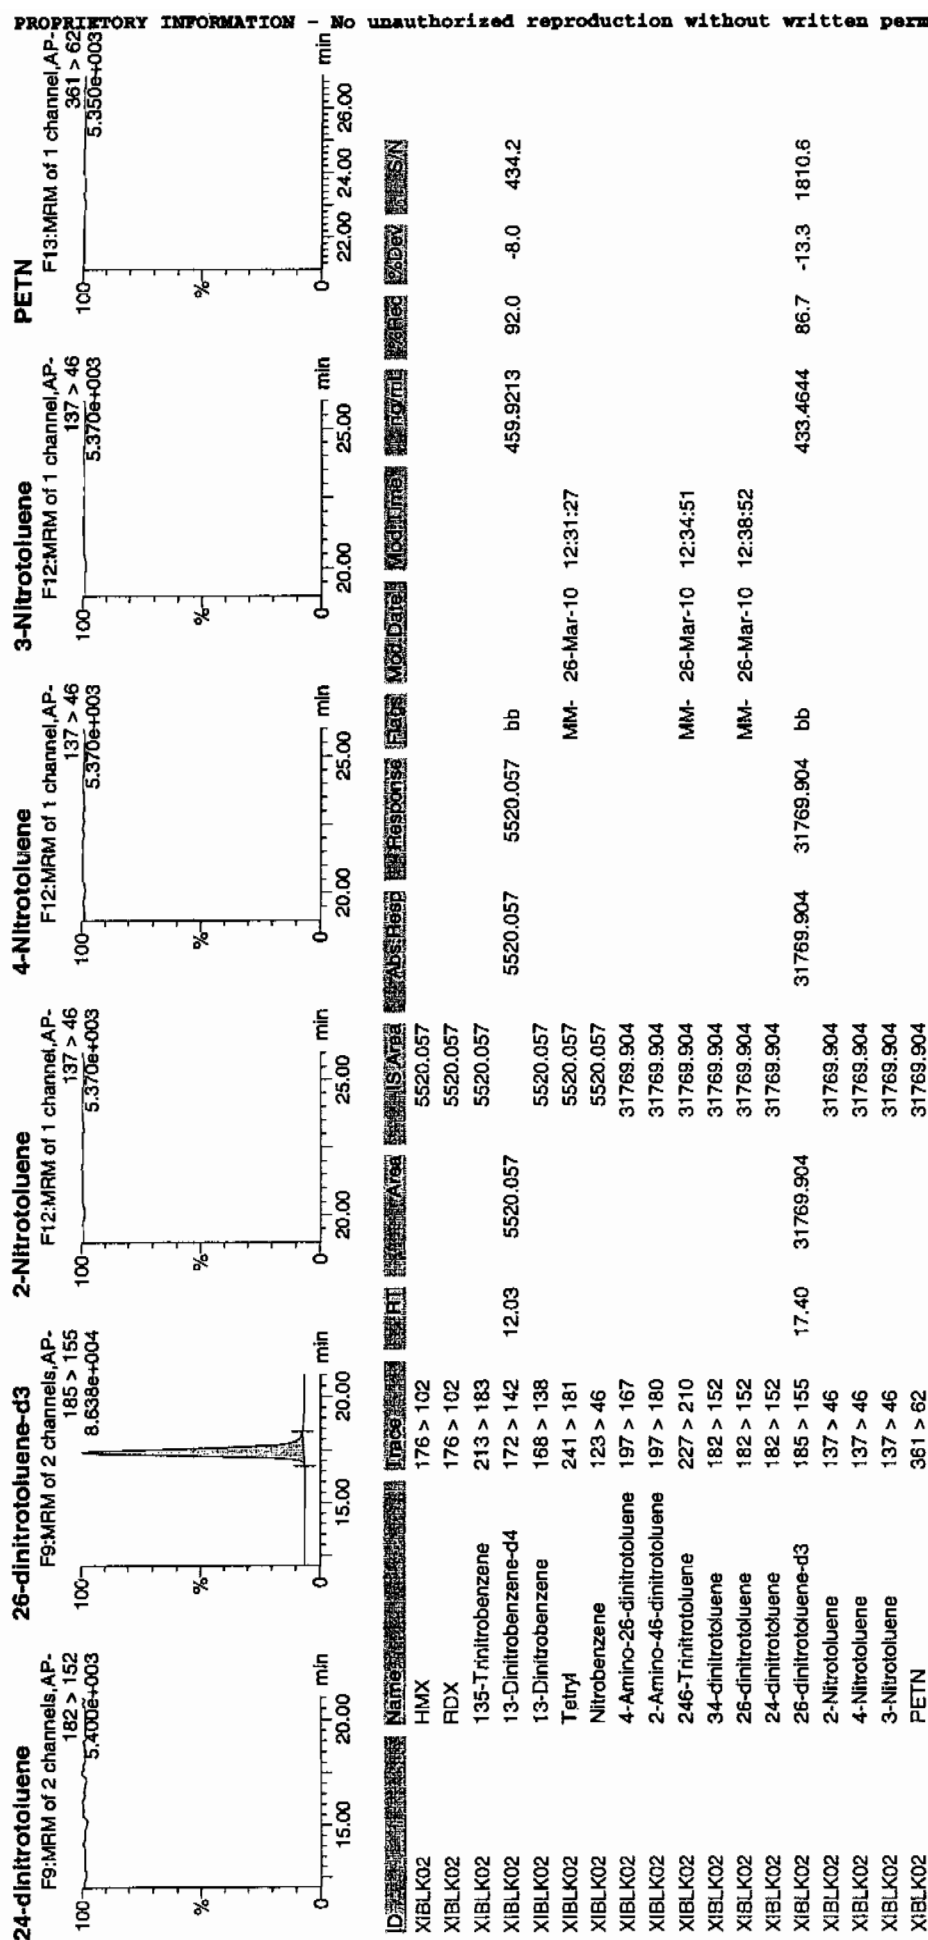 PROPRIETORY INFORMATION - No unauthorized reproduction without written perm
24-dinitrotoluene
F9:MRM of 2 channels,AP-
182 > 152
5.400e+003
100
%
0
15.00 20.00
26-dinitrotoluene-d3
F9:MRM of 2 channels,AP-
185 > 155
8.638e+004
100
%
0 min
15.00 20.00
2-Nitrotoluene
F12:MRM of 1 channel,AP-
137 > 46
5.370e+003
100
%
0 min
20.00 25.00
4-Nitrotoluene
F12:MRM of 1 channel,AP-
137 > 46
5.370e+003
100
%
0 min
20.00 25.00
3-Nitrotoluene
F12:MRM of 1 channel,AP-
137 > 46
5.370e+003
100
%
0 min
20.00 25.00
PETN
F13:MRM of 1 channel,AP-
361 > 62
5.350e+003
100
%
0 min
22.00 24.00 26.00
ID Name Trace RT Area IS Area Abs.Resp Response Flags Mod.Date Mod.Time ng/mL %Rec %Dev S/N
XIBLK02 HMX 176 > 102 5520.057
XIBLK02 RDX 176 > 102 5520.057
XIBLK02 135-Trinitrobenzene 213 > 183 5520.057
XIBLK02 13-Dinitrobenzene-d4 172 > 142 12.03 5520.057 5520.057 5520.057 bb 459.9213 92.0 -8.0 434.2
XIBLK02 13-Dinitrobenzene 168 > 138 5520.057
XIBLK02 Tetryl 241 > 181 5520.057 MM- 26-Mar-10 12:31:27
XIBLK02 Nitrobenzene 123 > 46 5520.057
XIBLK02 4-Amino-26-dinitrotoluene 197 > 167 31769.904
XIBLK02 2-Amino-46-dinitrotoluene 197 > 180 31769.904
XIBLK02 246-Trinitrotoluene 227 > 210 31769.904 MM- 26-Mar-10 12:34:51
XIBLK02 34-dinitrotoluene 182 > 152 31769.904
XIBLK02 26-dinitrotoluene 182 > 152 31769.904 MM- 26-Mar-10 12:38:52
XIBLK02 24-dinitrotoluene 182 > 152 31769.904
XIBLK02 26-dinitrotoluene-d3 185 > 155 17.40 31769.904 31769.904 31769.904 bb 433.4644 86.7 -13.3 1810.6
XIBLK02 2-Nitrotoluene 137 > 46 31769.904
XIBLK02 4-Nitrotoluene 137 > 46 31769.904
XIBLK02 3-Nitrotoluene 137 > 46 31769.904
XIBLK02 PETN 361 > 62 31769.904